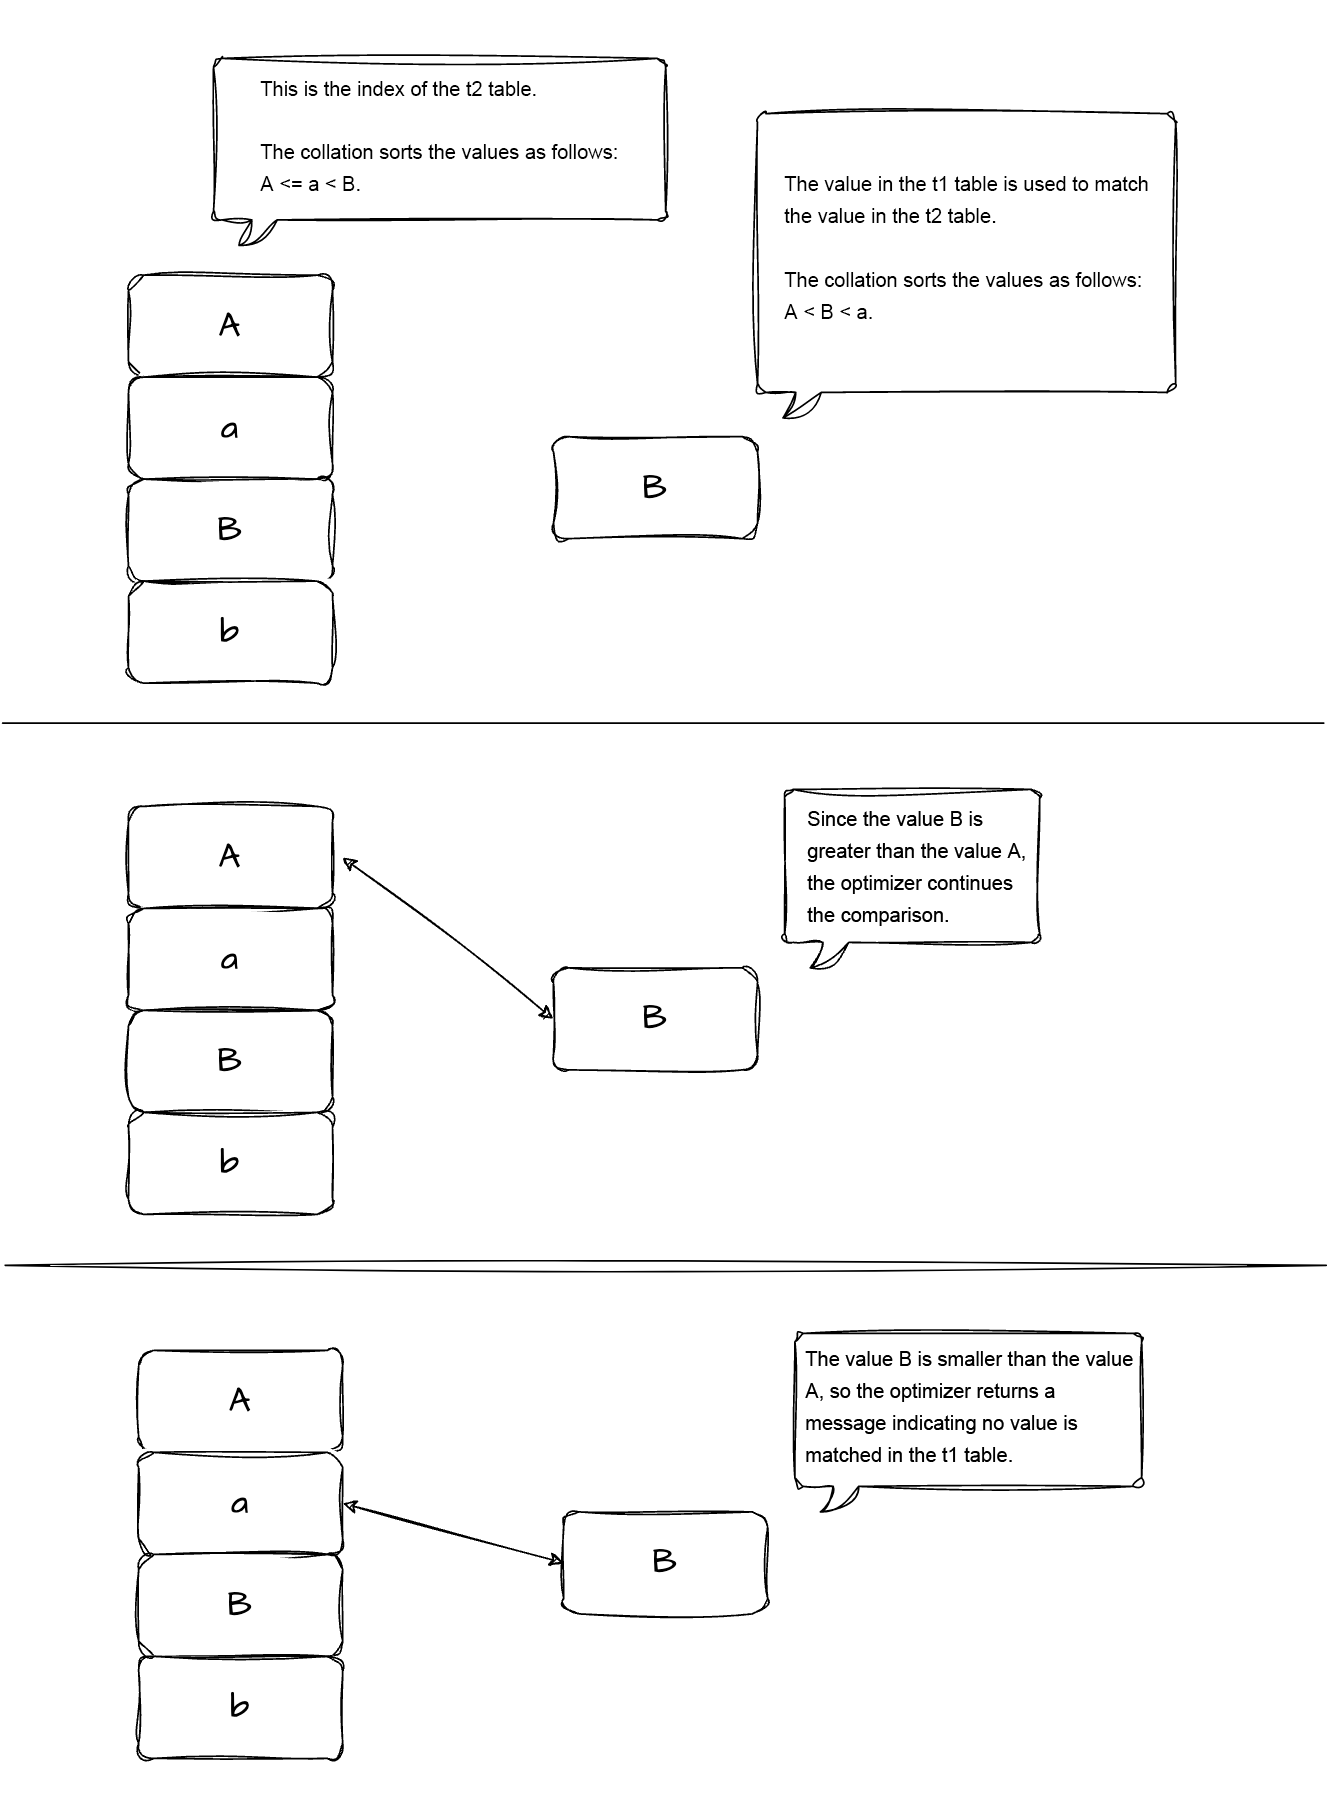 This is the index of the t2 table.
The collation sorts the values as follows:
A <= a < B.
The value in the t1 table is used to match
the value in the t2 table.
The collation sorts the values as follows:
A < B < a.
A
a
B
b
B
Since the value B is
greater than the value A,
the optimizer continues
the comparison.
A
a
B
b
B
The value B is smaller than the value
A, so the optimizer returns a
message indicating no value is
matched in the t1 table.
A
a
B
b
B